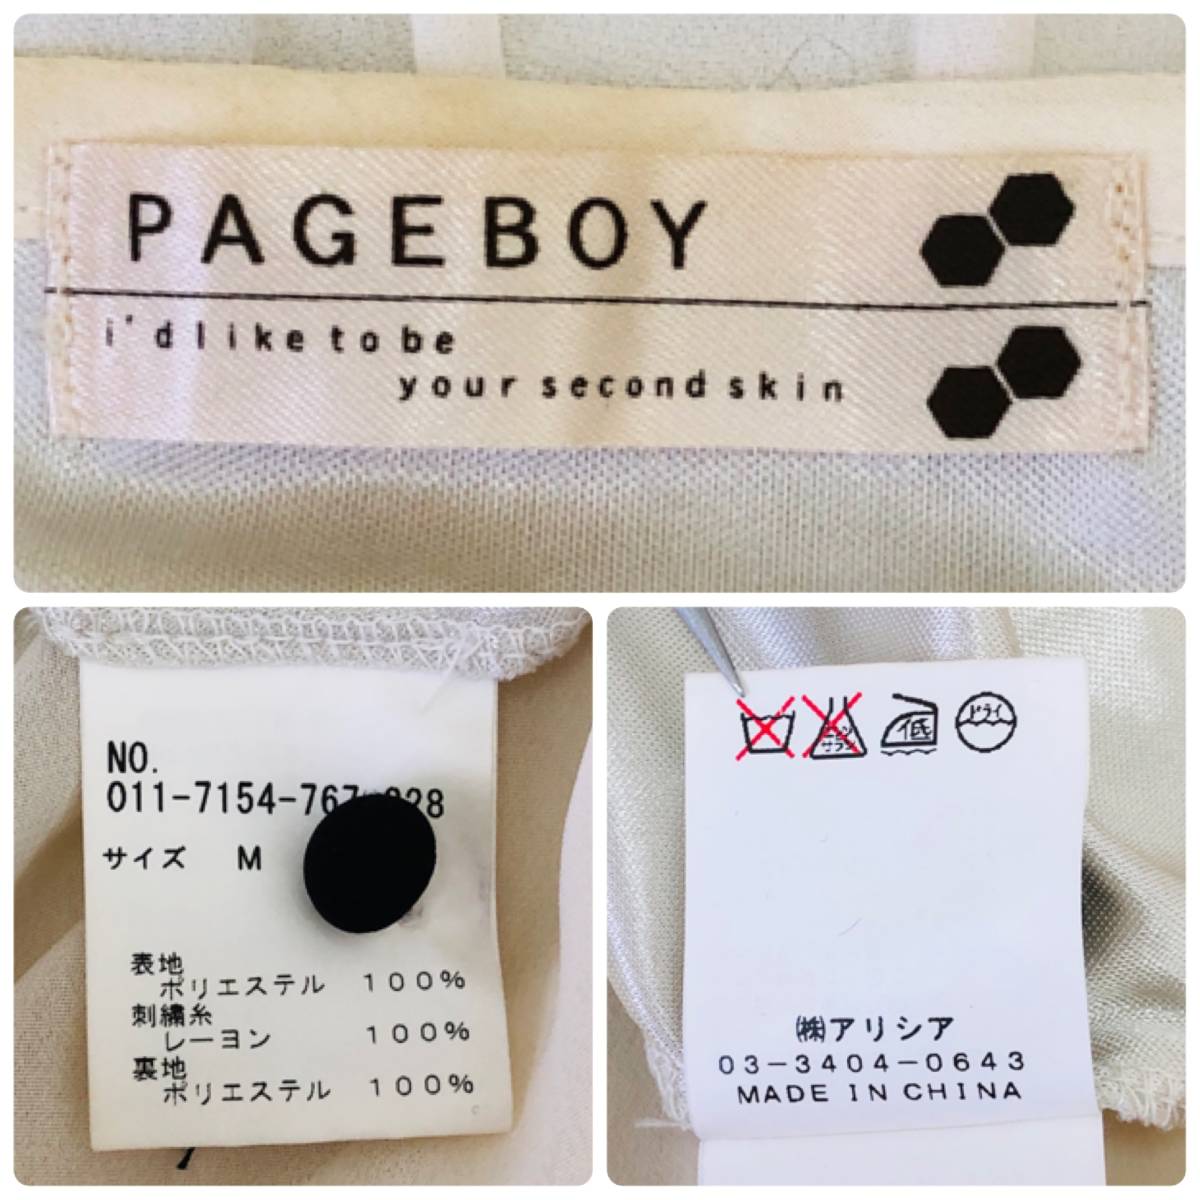 PAGEBOY
i'd like to be
your second skin
NO.
011-7154-767
サイズ M
表地
ポリエステル 100%
刺繍糸
レーヨン 100%
裏地
ポリエステル 100%
低 ドライ
㈱アリシア
03-3404-0643
MADE IN CHINA